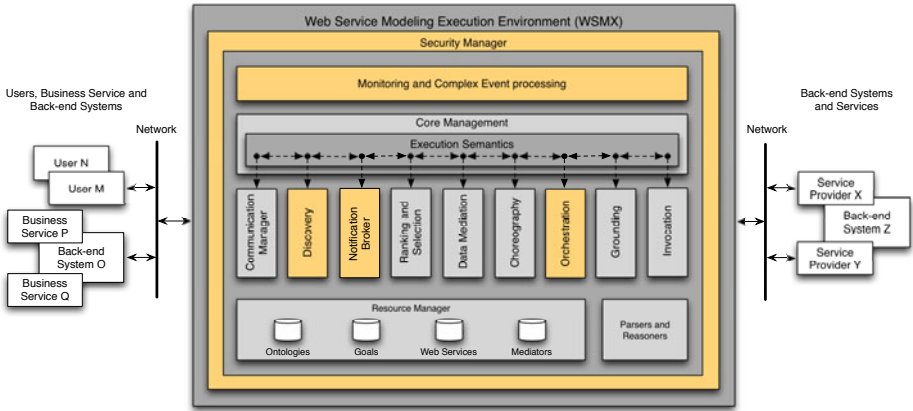 Web Service Modeling Execution Environment (WSMX)
Security Manager
Monitoring and Complex Event processing
Core Management
Execution Semantics
Communication
Manager
Discovery
Notification
Broker
Ranking and
Selection
Data Mediation
Choreography
Orchestration
Grounding
Invocation
Resource Manager
Ontologies
Goals
Web Services
Mediators
Parsers and
Reasoners
Users, Business Service and
Back-end Systems
Network
User N
User M
Business
Service P
Back-end
System O
Business
Service Q
Back-end Systems
and Services
Network
Service
Provider X
Back-end
System Z
Service
Provider Y